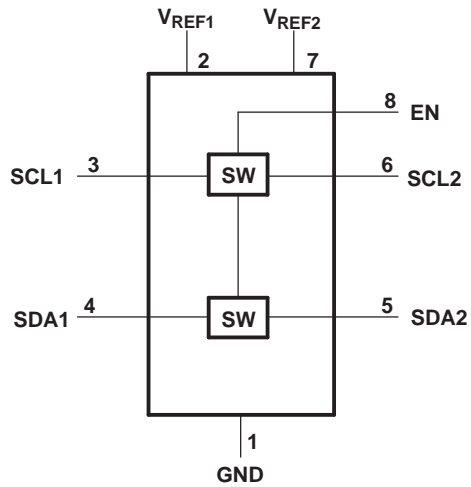 VREF1 VREF2
2 7
8 EN
SCL1 3 SW 6 SCL2
SDA1 4 SW 5 SDA2
1
GND